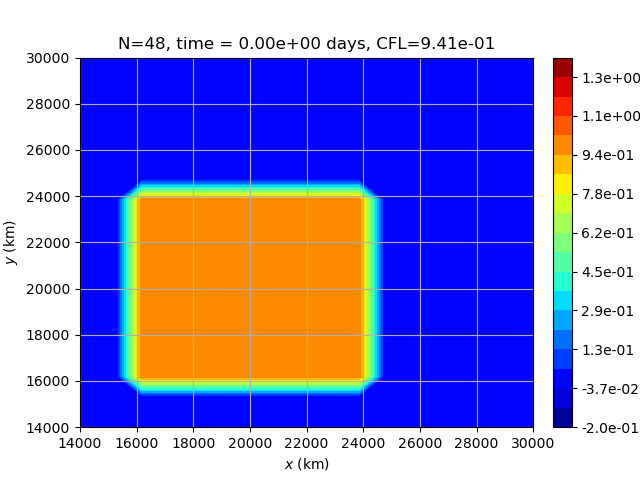 N=48, time = 0.00e+00 days, CFL=9.41e-01
30000
28000
26000
24000
22000
20000
18000
16000
14000
y (km)
14000 16000 18000 20000 22000 24000 26000 28000 30000
x (km)
1.3e+00
1.1e+00
9.4e-01
7.8e-01
6.2e-01
4.5e-01
2.9e-01
1.3e-01
-3.7e-02
-2.0e-01